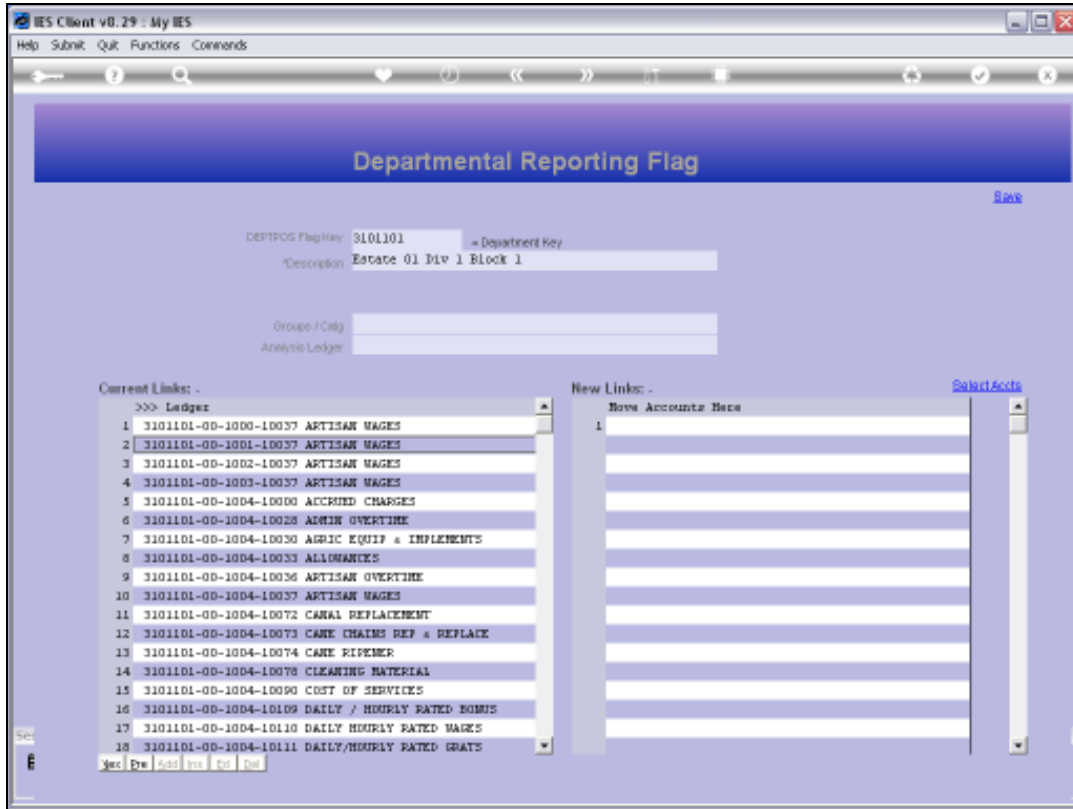 IES Client v8.29 : My IES
Help Submit Quit Functions Commands
Departmental Reporting Flag
Save
DEPTPOS Flag Key 3101101 = Department Key
*Description Estate 01 Div 1 Block 1
Groups / Cntg
Analysis Ledger
Current Links: - New Links: - Select Accts
>>> Ledger Move Accounts Here
1 3101101-00-1000-10037 ARTISAN WAGES 1
2 3101101-00-1001-10037 ARTISAN WAGES
3 3101101-00-1002-10037 ARTISAN WAGES
4 3101101-00-1003-10037 ARTISAN WAGES
5 3101101-00-1004-10000 ACCRUED CHARGES
6 3101101-00-1004-10028 ADMIN OVERTIME
7 3101101-00-1004-10030 AGRIC EQUIP & IMPLEMENTS
8 3101101-00-1004-10033 ALLOWANCES
9 3101101-00-1004-10036 ARTISAN OVERTIME
10 3101101-00-1004-10037 ARTISAN WAGES
11 3101101-00-1004-10072 CANAL REPLACEMENT
12 3101101-00-1004-10073 CANE CHAINS REP & REPLACE
13 3101101-00-1004-10074 CANE RIPENER
14 3101101-00-1004-10078 CLEANING MATERIAL
15 3101101-00-1004-10090 COST OF SERVICES
16 3101101-00-1004-10109 DAILY / HOURLY RATED BONUS
17 3101101-00-1004-10110 DAILY HOURLY RATED WAGES
18 3101101-00-1004-10111 DAILY/HOURLY RATED GRATS
Nex Pre Add Ins Ed Del